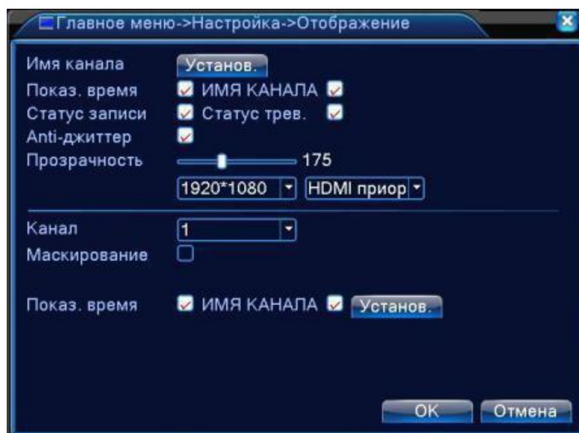 Главное меню->Настройка->Отображение
Имя канала Установ.
Показ. время ИМЯ КАНАЛА
Статус записи Статус трев.
Anti-джиттер
Прозрачность 175
1920*1080 HDMI приор
Канал 1
Маскирование
Показ. время ИМЯ КАНАЛА Установ.
OK Отмена